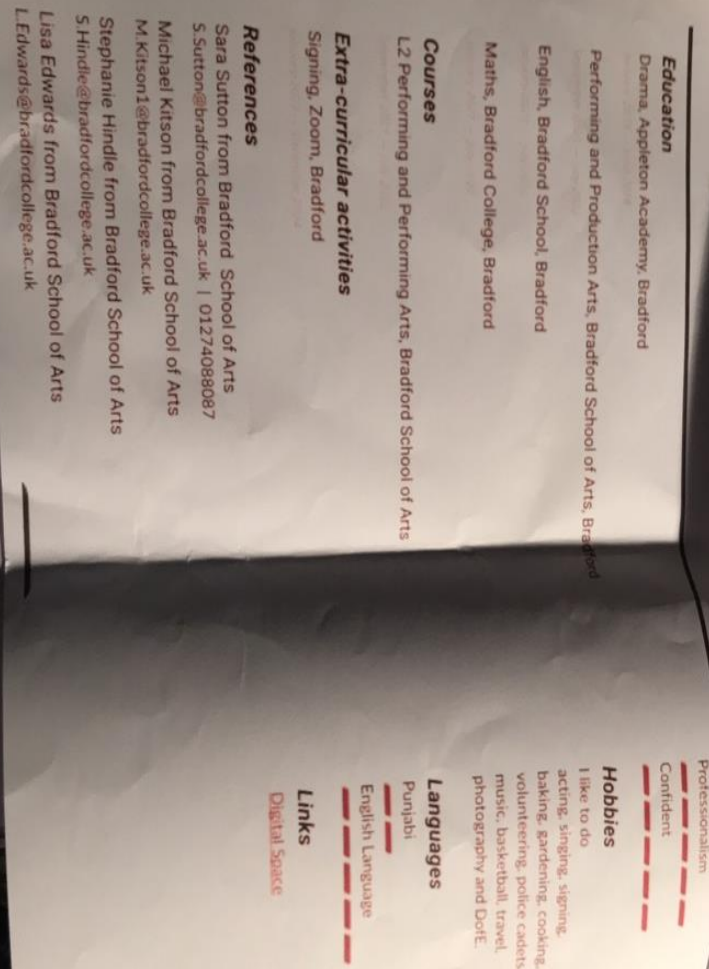 Education
Drama, Appleton Academy, Bradford
Performing and Production Arts, Bradford School of Arts, Bradford
English, Bradford School, Bradford
Maths, Bradford College, Bradford
Courses
L2 Performing and Performing Arts, Bradford School of Arts
Extra-curricular activities
Signing, Zoom, Bradford
References
Sara Sutton from Bradford School of Arts
S.Sutton@bradfordcollege.ac.uk | 01274088087
Michael Kitson from Bradford School of Arts
M.Kitson1@bradfordcollege.ac.uk
Stephanie Hindle from Bradford School of Arts
S.Hindle@bradfordcollege.ac.uk
Lisa Edwards from Bradford School of Arts
L.Edwards@bradfordcollege.ac.uk
Professionalism
Confident
Hobbies
I like to do
acting, singing, signing,
baking, gardening, cooking,
volunteering, police cadets
music, basketball, travel,
photography and DofE.
Languages
Punjabi
English Language
Links
Digital Space